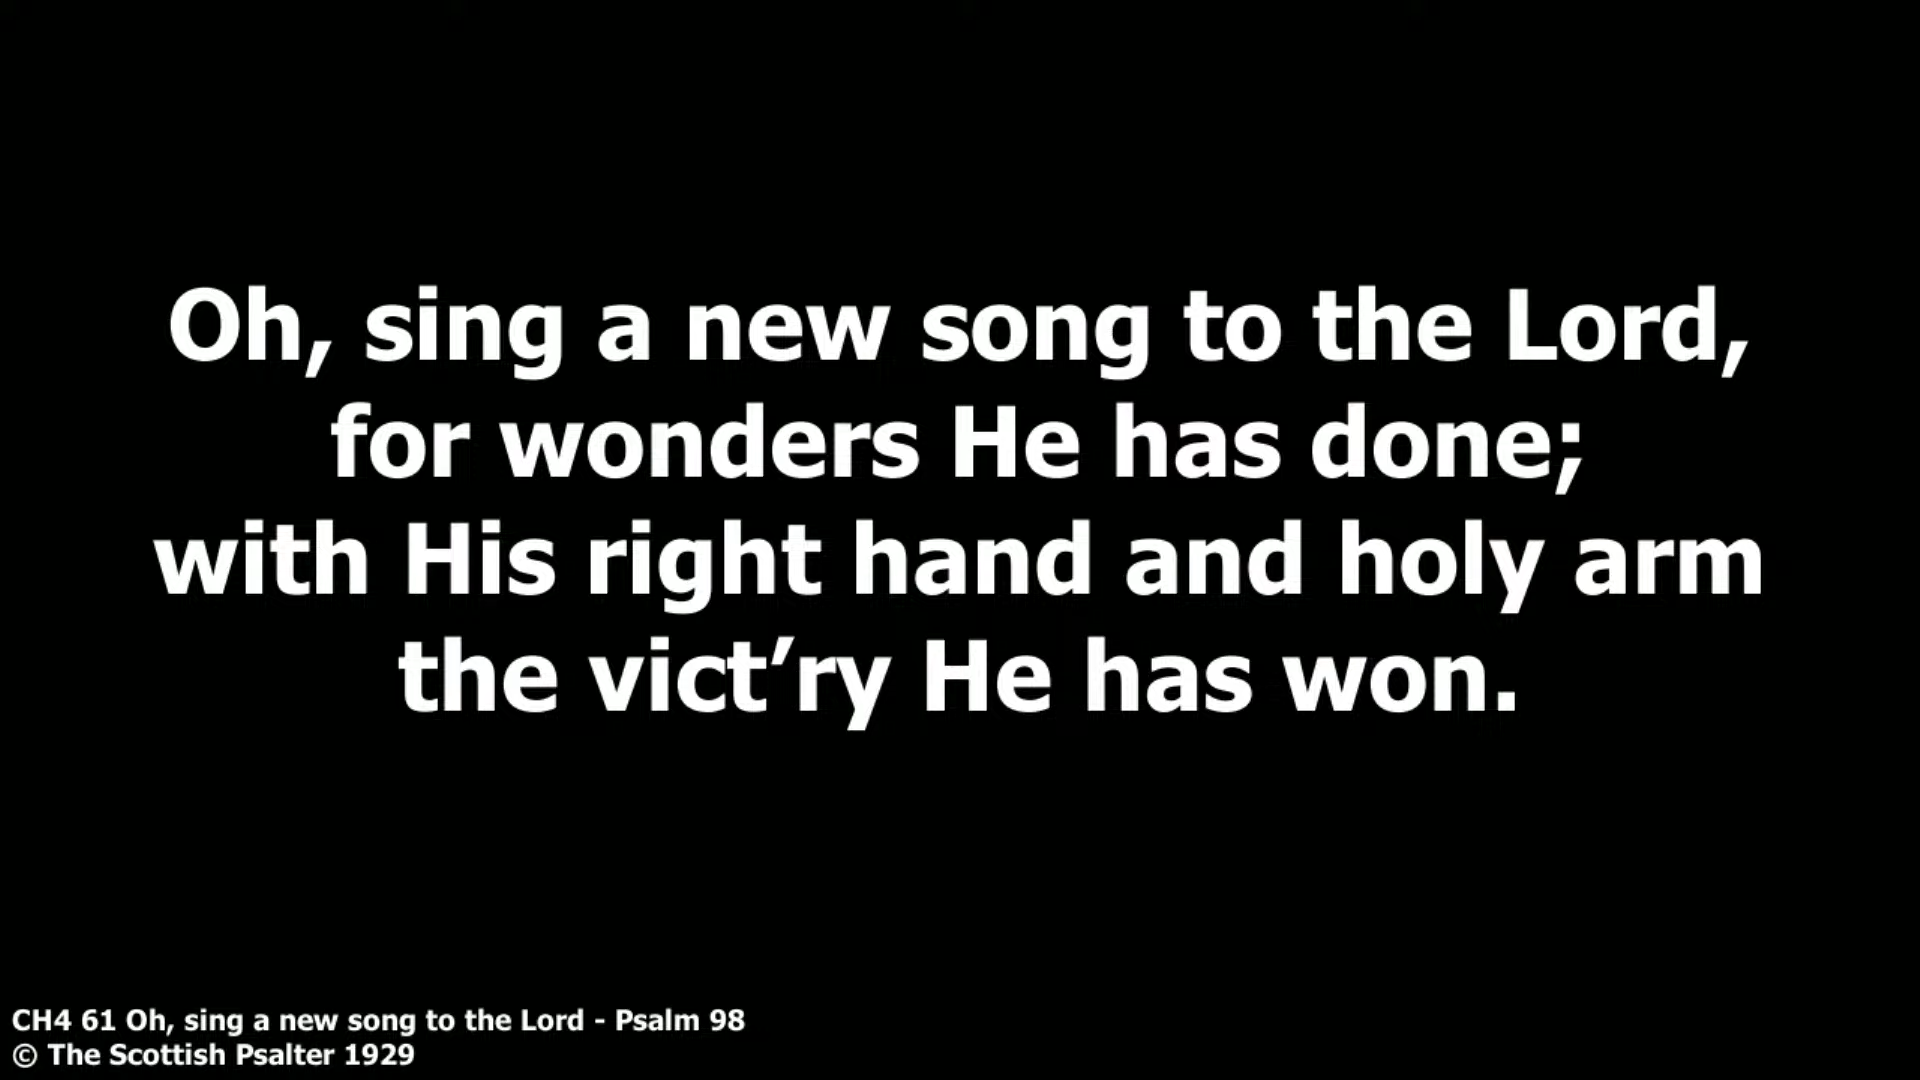 Oh, sing a new song to the Lord,
for wonders He has done;
with His right hand and holy arm
the vict’ry He has won.
CH4 61 Oh, sing a new song to the Lord - Psalm 98
© The Scottish Psalter 1929